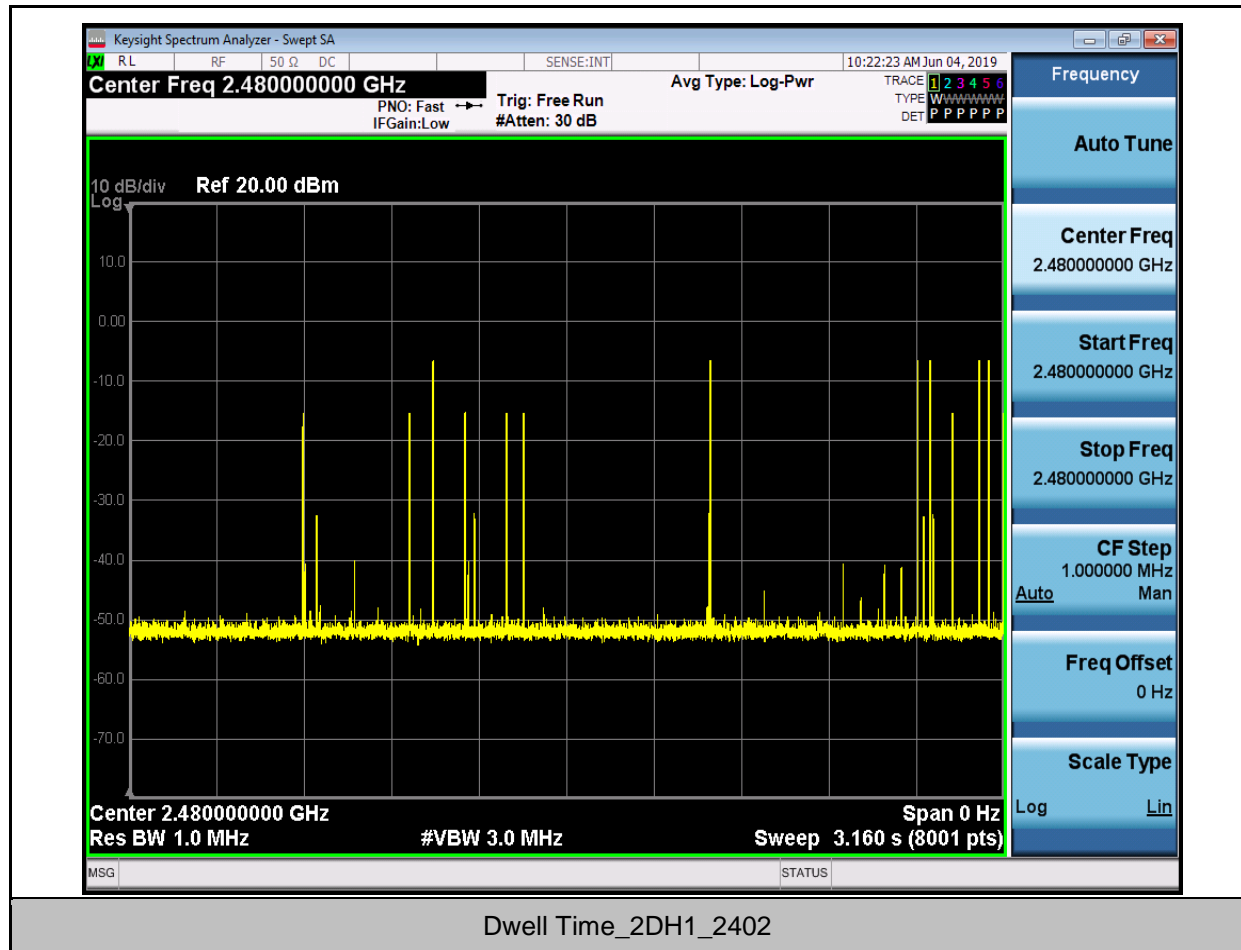 Keysight Spectrum Analyzer - Swept SA
LXI RL RF 50 Ω DC SENSE:INT 10:22:23 AM Jun 04, 2019
Center Freq 2.480000000 GHz Avg Type: Log-Pwr TRACE 1 2 3 4 5 6
PNO: Fast Trig: Free Run TYPE WWWWWW
IFGain:Low #Atten: 30 dB DET P P P P P P
10 dB/div Ref 20.00 dBm
Log
10.0
0.00
-10.0
-20.0
-30.0
-40.0
-50.0
-60.0
-70.0
Center 2.480000000 GHz Span 0 Hz
Res BW 1.0 MHz #VBW 3.0 MHz Sweep 3.160 s (8001 pts)
MSG STATUS
Frequency
Auto Tune
Center Freq
2.480000000 GHz
Start Freq
2.480000000 GHz
Stop Freq
2.480000000 GHz
CF Step
1.000000 MHz
Auto Man
Freq Offset
0 Hz
Scale Type
Log Lin
Dwell Time_2DH1_2402